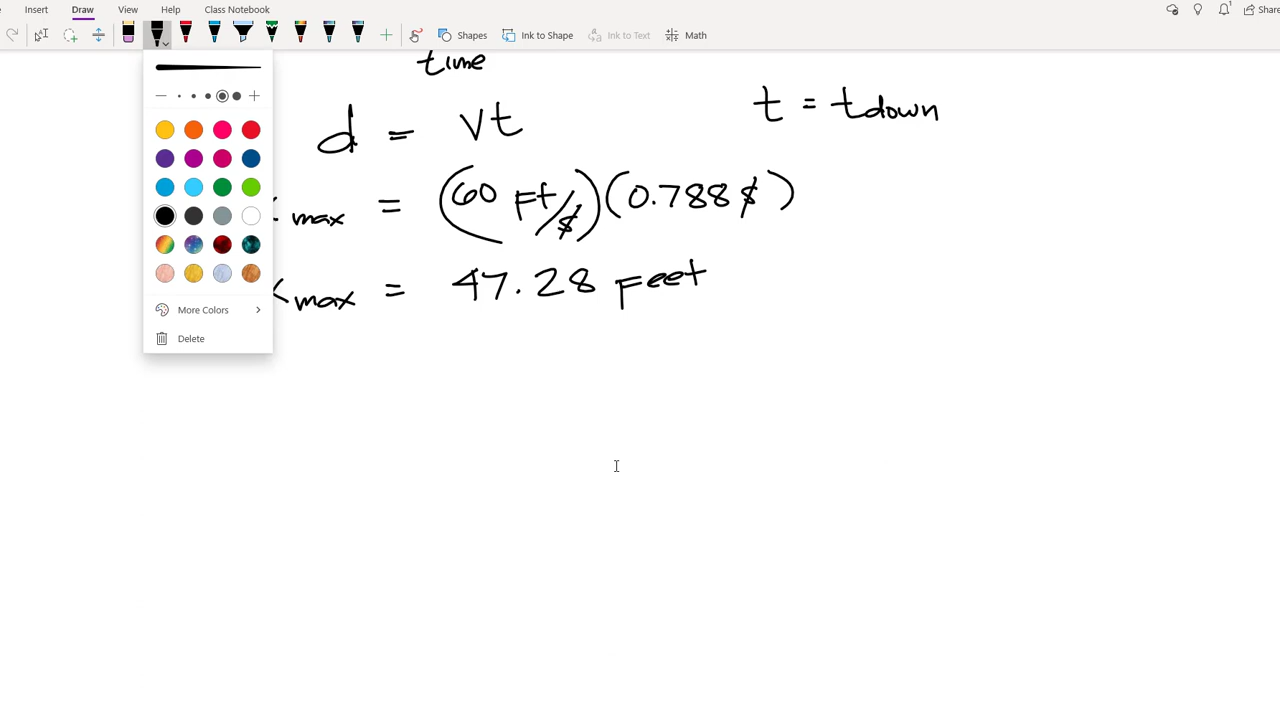 Insert Draw View Help Class Notebook Share
Shapes Ink to Shape Ink to Text Math
time
d = vt
t = tdown
max = (60 Ft/s)(0.788 s)
xmax = 47.28 Feet
More Colors
Delete